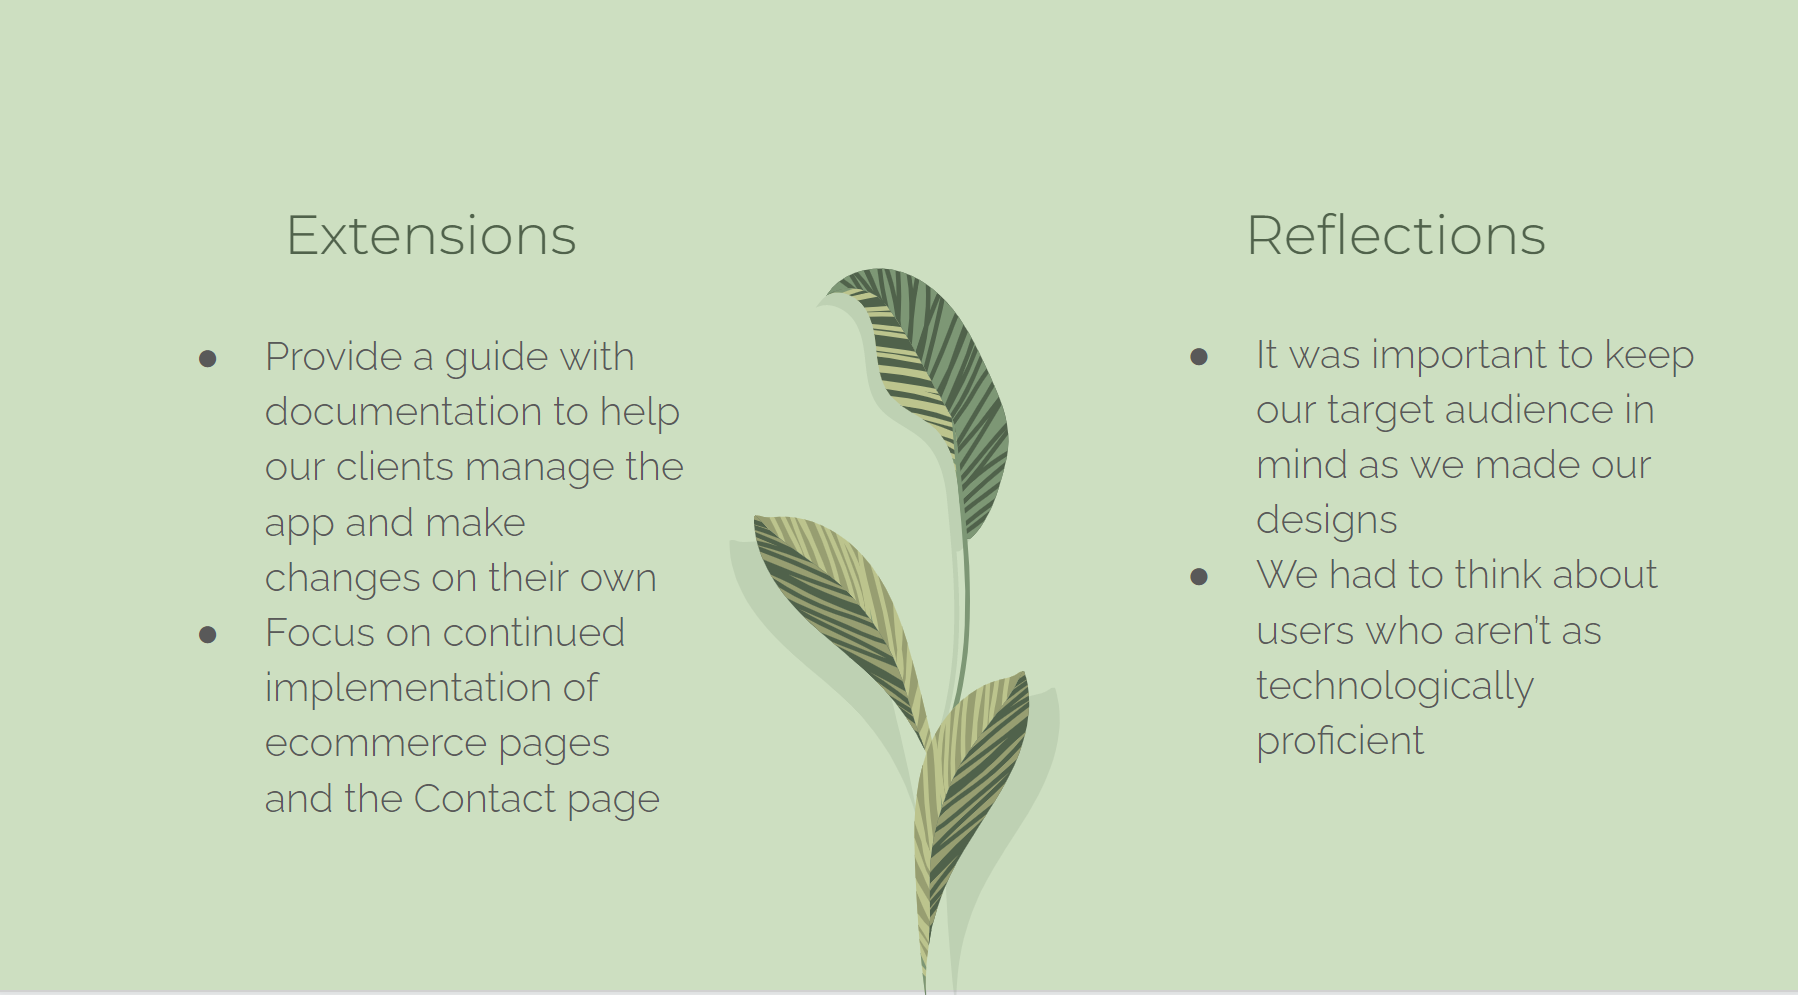 Extensions
● Provide a guide with
documentation to help
our clients manage the
app and make
changes on their own
● Focus on continued
implementation of
ecommerce pages
and the Contact page
Reflections
● It was important to keep
our target audience in
mind as we made our
designs
● We had to think about
users who aren't as
technologically
proficient